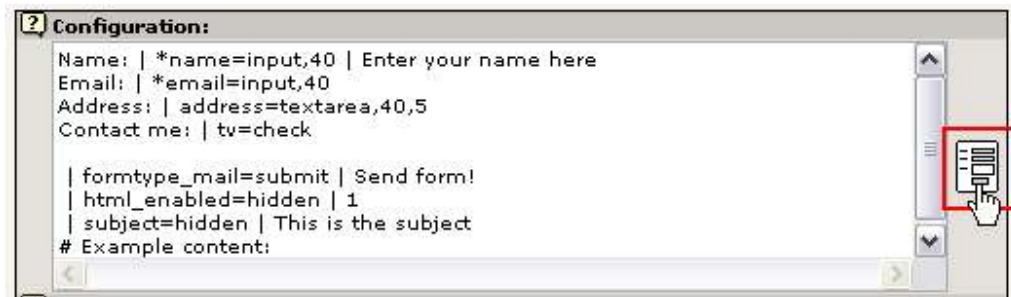 ? Configuration:
Name: | *name=input,40 | Enter your name here
Email: | *email=input,40
Address: | address=textarea,40,5
Contact me: | tv=check

| formtype_mail=submit | Send form!
| html_enabled=hidden | 1
| subject=hidden | This is the subject
# Example content: